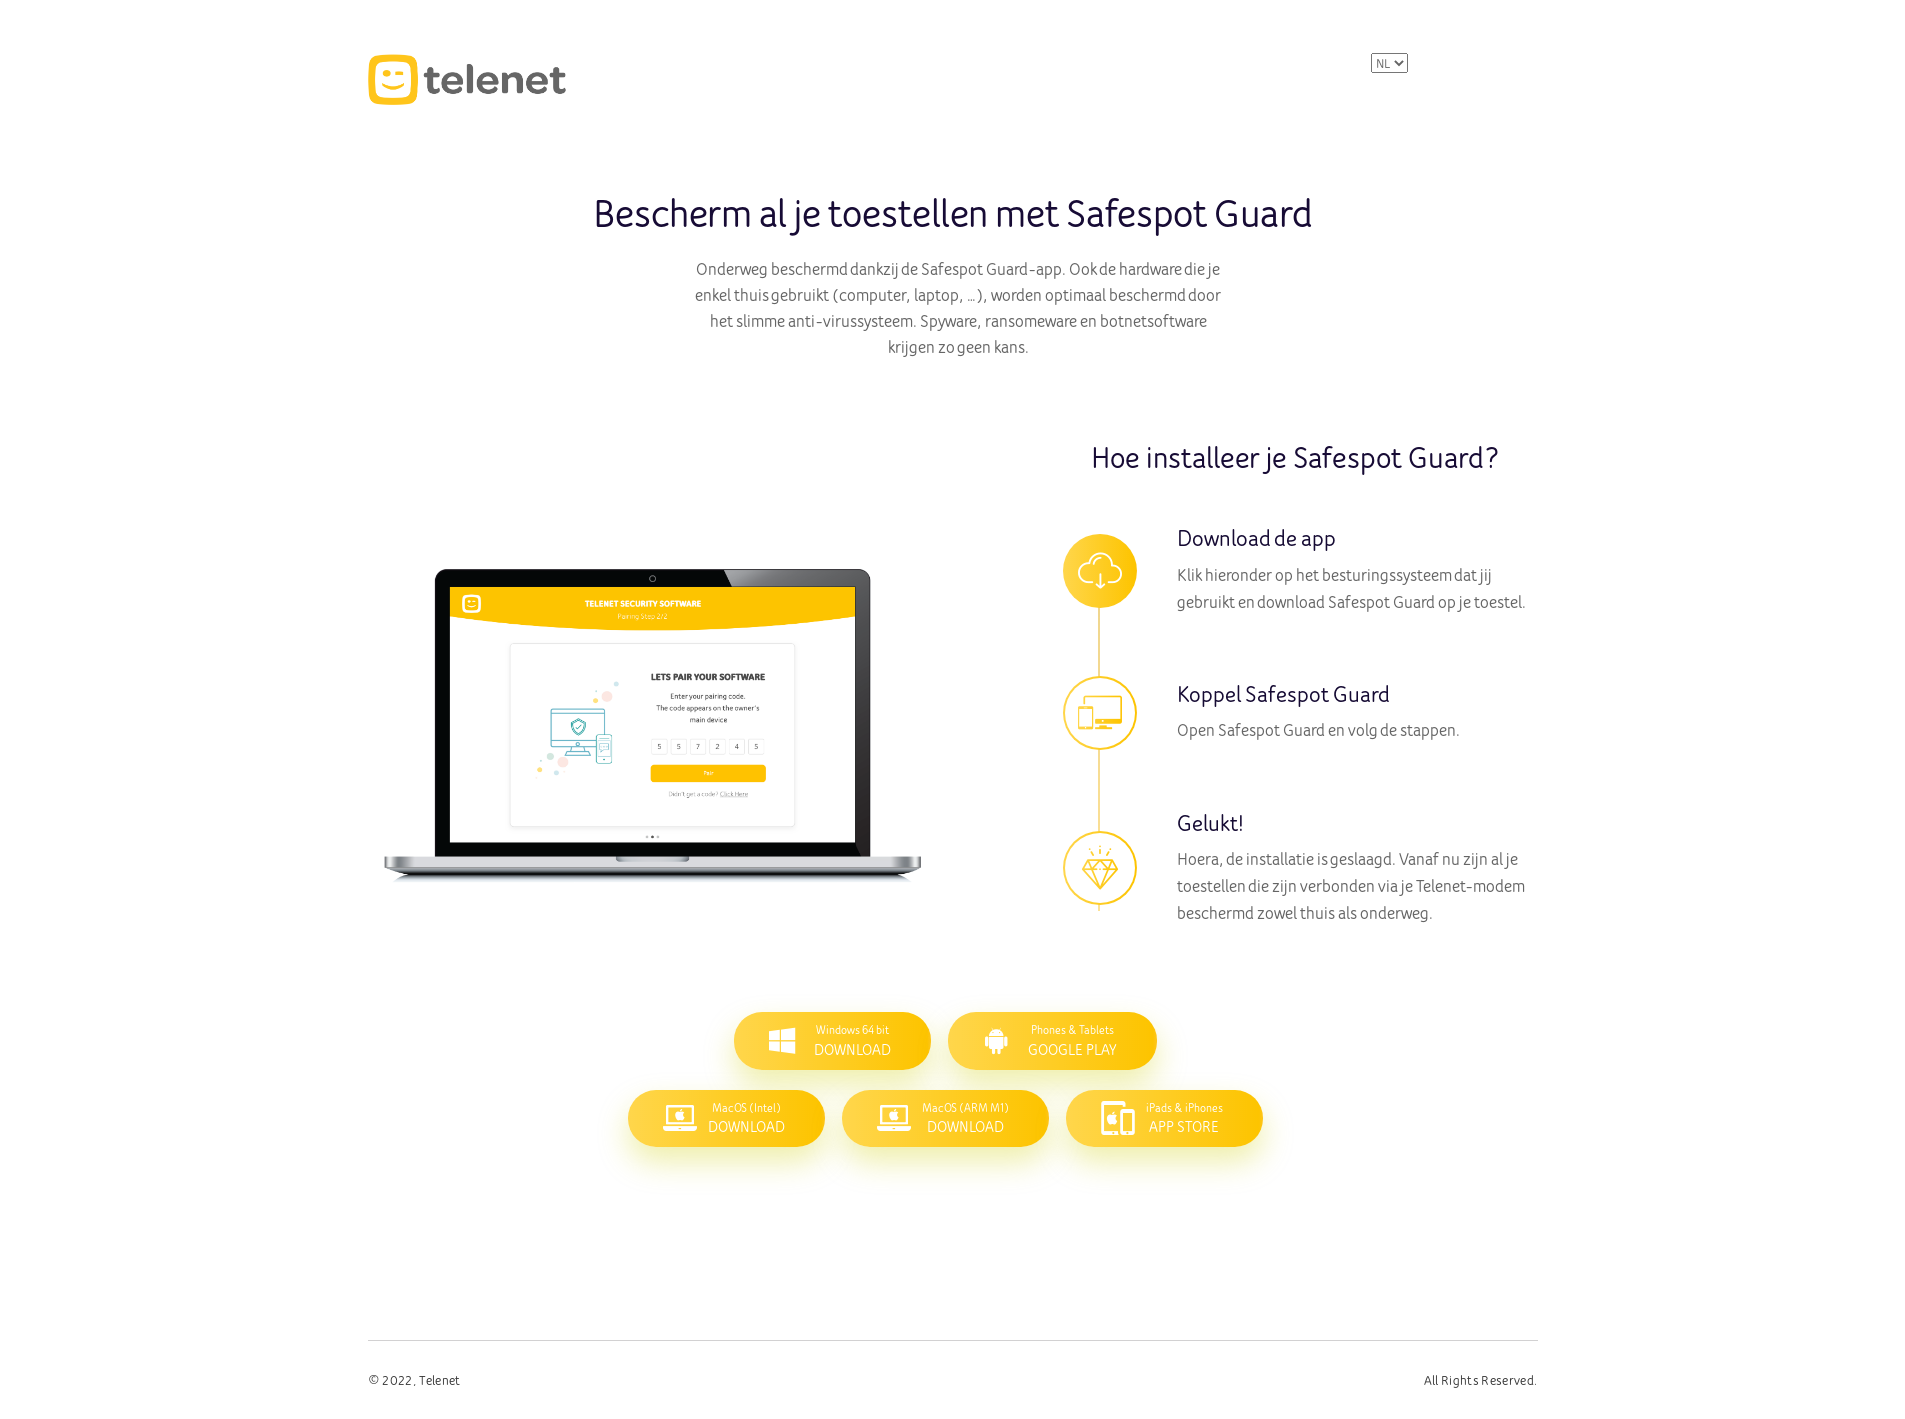 telenet
NL
Bescherm al je toestellen met Safespot Guard
Onderweg beschermd dankzij de Safespot Guard-app. Ook de hardware die je
enkel thuis gebruikt (computer, laptop, ...), worden optimaal beschermd door
het slimme anti-virussysteem. Spyware, ransomeware en botnetsoftware
krijgen zo geen kans.
Hoe installeer je Safespot Guard?
Download de app
Klik hieronder op het besturingssysteem dat jij
gebruikt en download Safespot Guard op je toestel.
TELENET SECURITY SOFTWARE
Pairing Step 2/2
LETS PAIR YOUR SOFTWARE
Enter your pairing code.
The code appears on the owner's
main device
5 5 7 2 4 5
Pair
Didn't get a code? Click Here
Koppel Safespot Guard
Open Safespot Guard en volg de stappen.
Gelukt!
Hoera, de installatie is geslaagd. Vanaf nu zijn al je
toestellen die zijn verbonden via je Telenet-modem
beschermd zowel thuis als onderweg.
Windows 64 bit
DOWNLOAD
Phones & Tablets
GOOGLE PLAY
MacOS (Intel)
DOWNLOAD
MacOS (ARM M1)
DOWNLOAD
iPads & iPhones
APP STORE
© 2022, Telenet
All Rights Reserved.